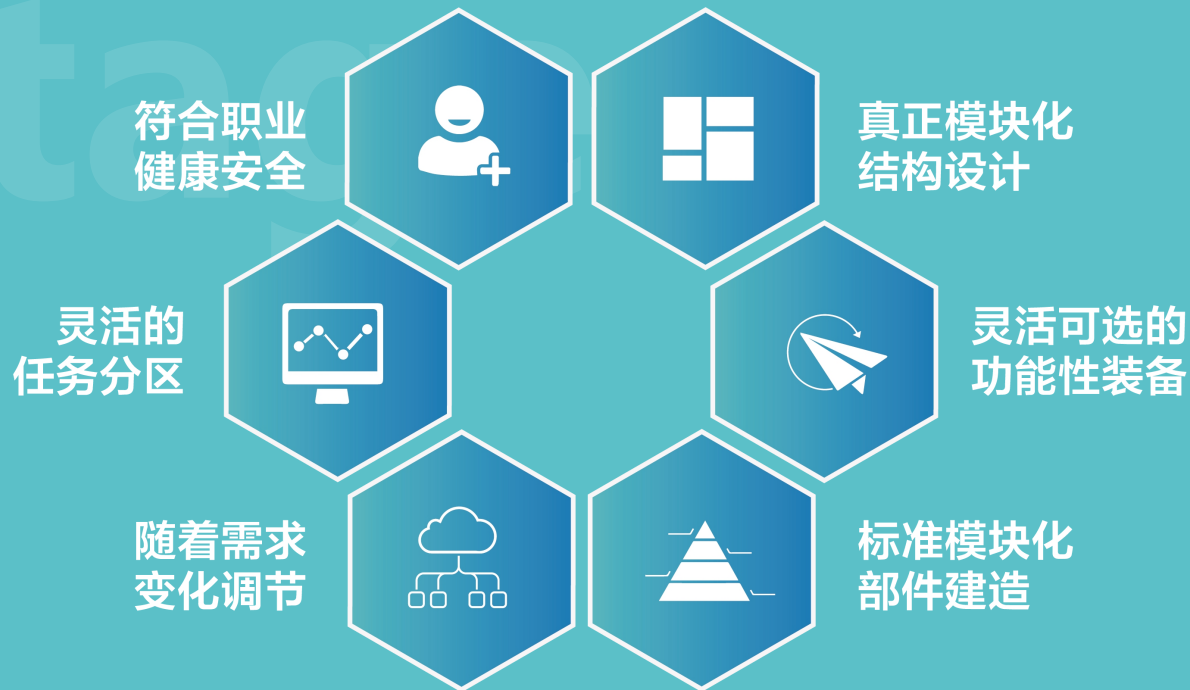 tage
符合职业
健康安全
真正模块化
结构设计
灵活的
任务分区
灵活可选的
功能性装备
随着需求
变化调节
标准模块化
部件建造